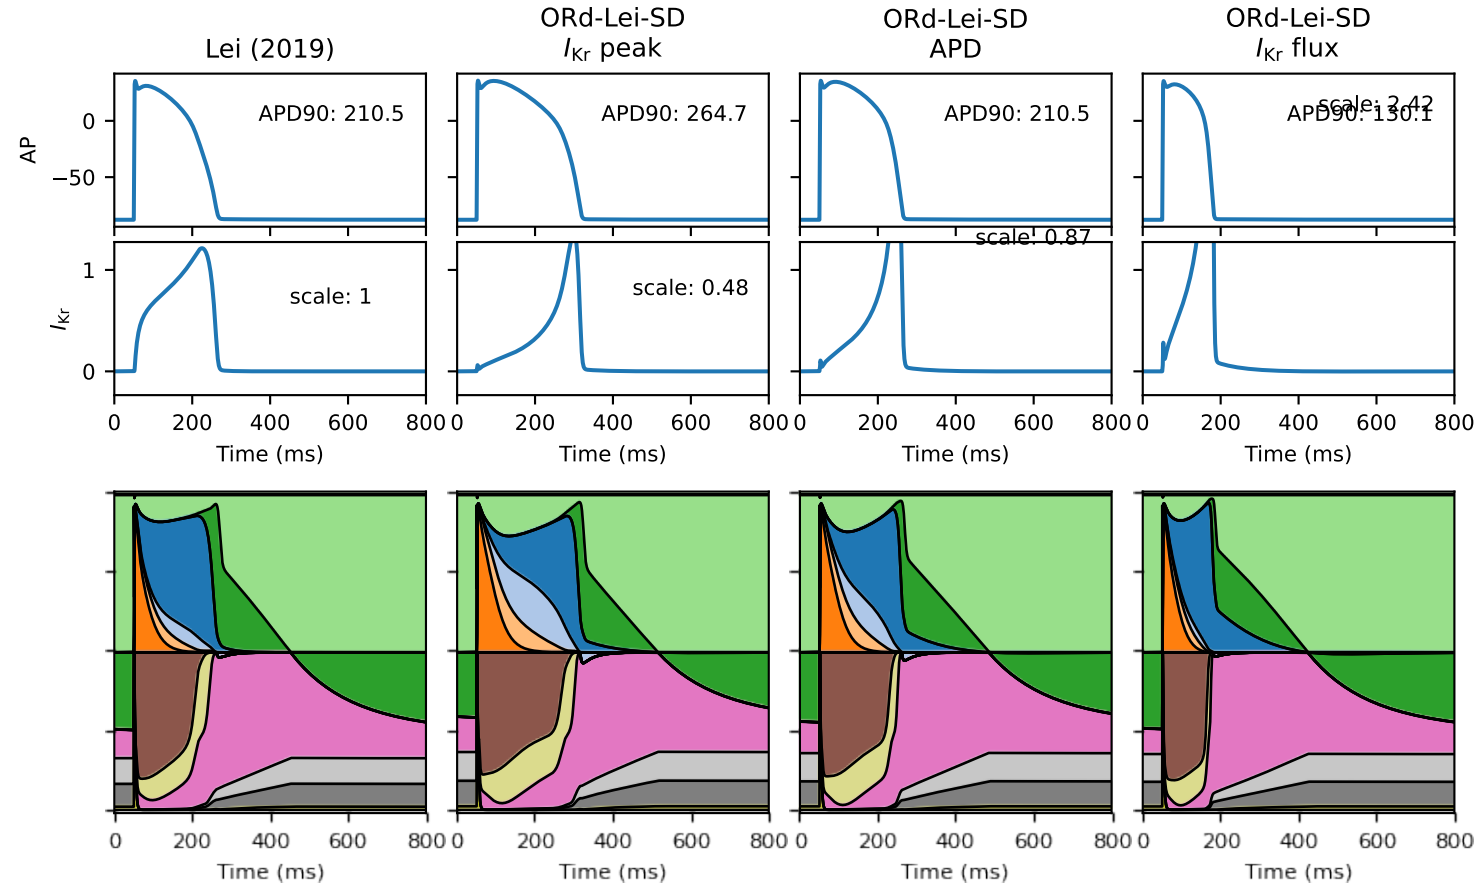 Lei (2019)
ORd-Lei-SD
IKr peak
ORd-Lei-SD
APD
ORd-Lei-SD
IKr flux
AP
0
−50
APD90: 210.5
APD90: 264.7
APD90: 210.5
scale: 2.42
APD90: 130.1
IKr
1
0
scale: 1
scale: 0.48
scale: 0.87
0 200 400 600 800
0 200 400 600 800
0 200 400 600 800
0 200 400 600 800
Time (ms)
Time (ms)
Time (ms)
Time (ms)
0 200 400 600 800
0 200 400 600 800
0 200 400 600 800
0 200 400 600 800
Time (ms)
Time (ms)
Time (ms)
Time (ms)